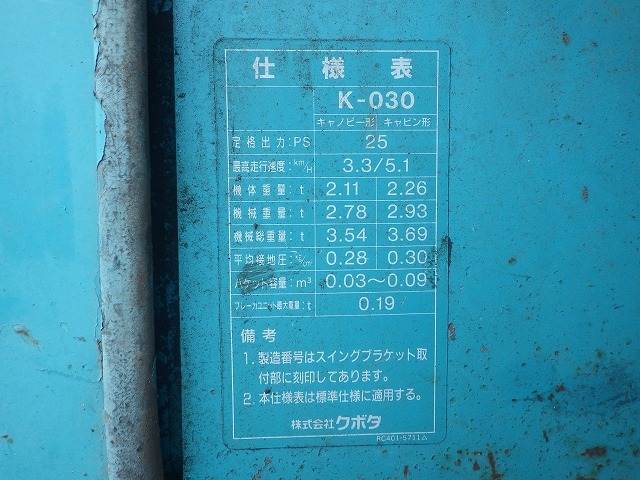 仕様表
K-030
キャノピー形 キャビン形
定格出力:PS 25
最高走行速度:km/H 3.3/5.1
機体重量:t 2.11 2.26
機械重量:t 2.78 2.93
機械総重量:t 3.54 3.69
平均接地圧: 0.28 0.30
バケット容量:m³ 0.03～0.09
ブレーカユニット最大重量:t 0.19
備考
1. 製造番号はスイングブラケット取
付部に刻印してあります。
2. 本仕様表は標準仕様に適用する。
株式会社クボタ
RC401-5711△